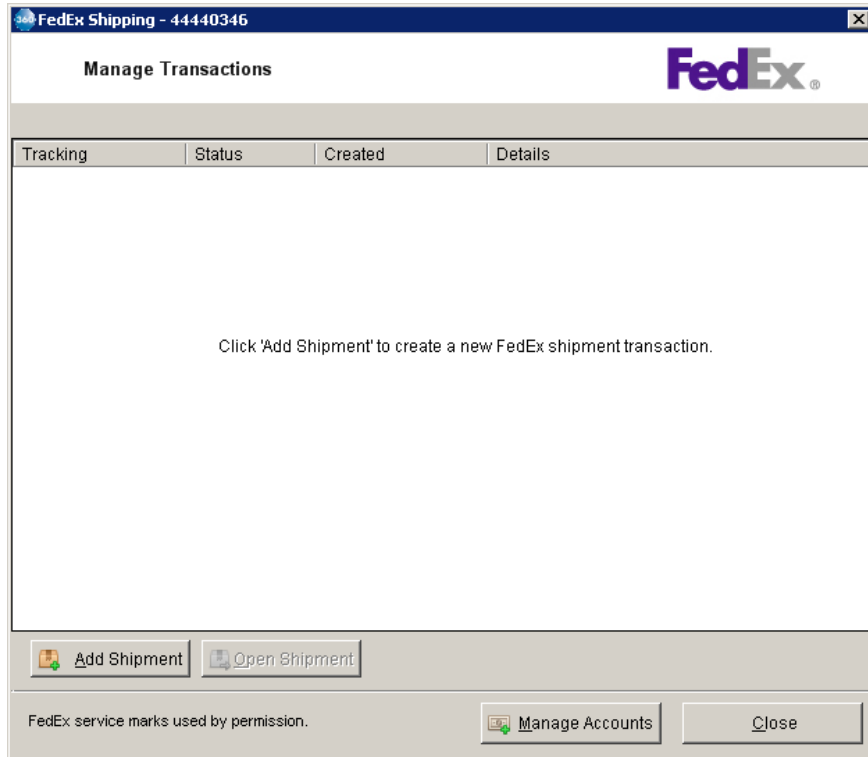 360 FedEx Shipping - 44440346
Manage Transactions
FedEx ®
Tracking Status Created Details
Click 'Add Shipment' to create a new FedEx shipment transaction.
Add Shipment Open Shipment
FedEx service marks used by permission. Manage Accounts Close